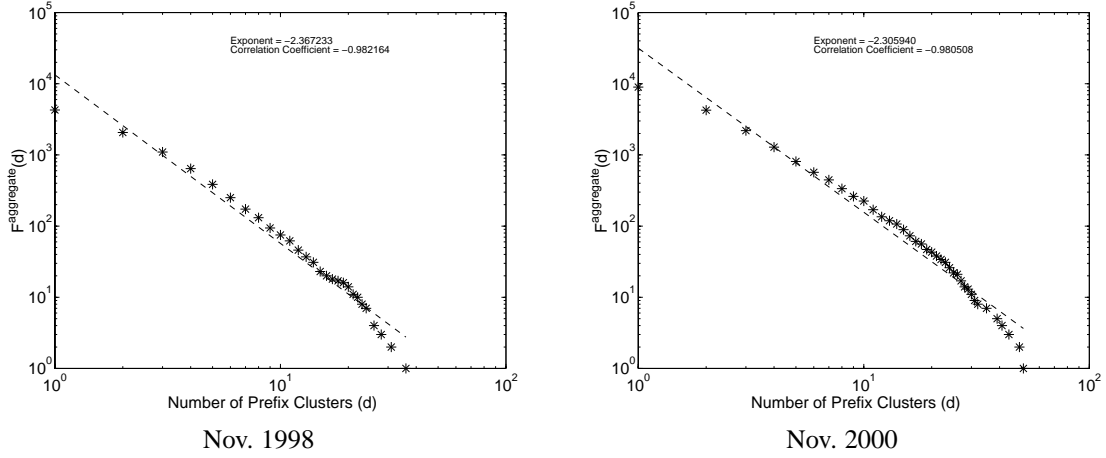 Exponent = −2.367233
Correlation Coefficient = −0.982164
10^5
10^4
10^3
10^2
10^1
10^0
F^aggregate(d)
10^0 10^1 10^2
Number of Prefix Clusters (d)
Nov. 1998
Exponent = −2.305940
Correlation Coefficient = −0.980508
10^5
10^4
10^3
10^2
10^1
10^0
F^aggregate(d)
10^0 10^1 10^2
Number of Prefix Clusters (d)
Nov. 2000